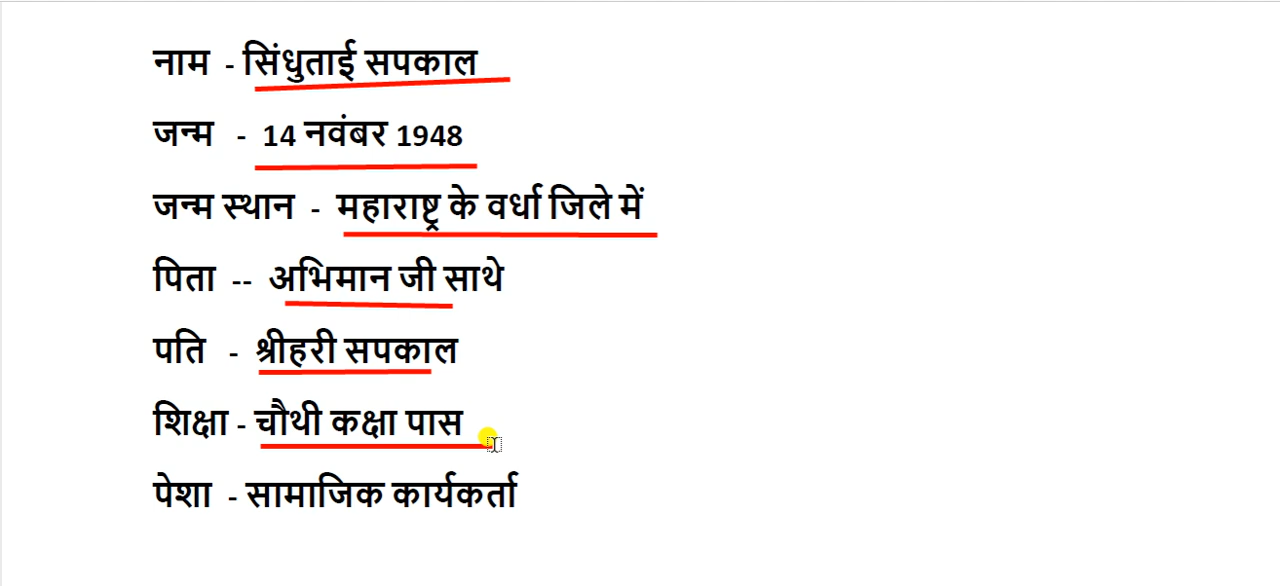 नाम - सिंधुताई सपकाल
जन्म - 14 नवंबर 1948
जन्म स्थान - महाराष्ट्र के वर्धा जिले में
पिता -- अभिमान जी साथे
पति - श्रीहरी सपकाल
शिक्षा - चौथी कक्षा पास
पेशा - सामाजिक कार्यकर्ता